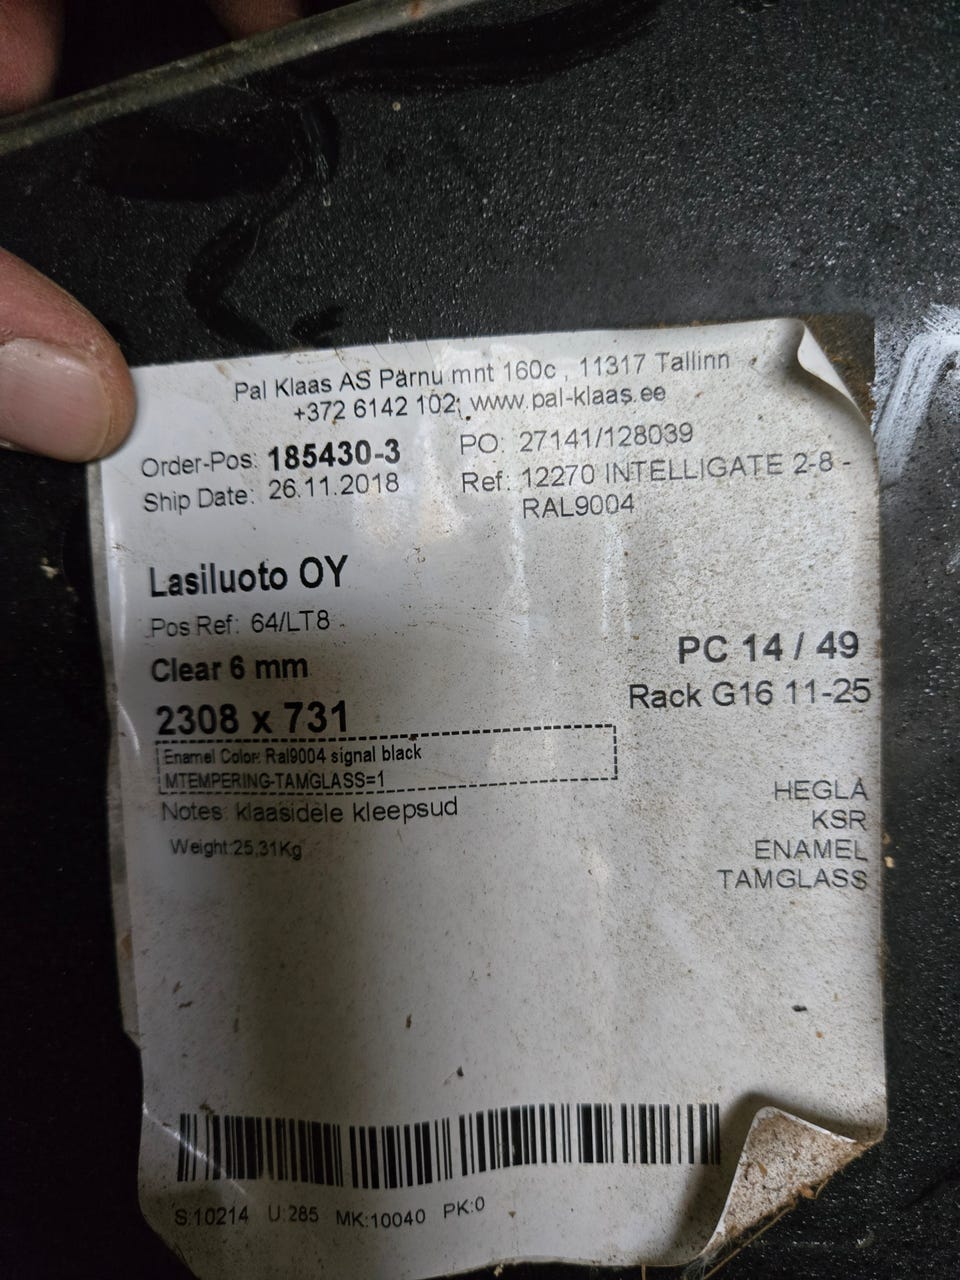 Pal Klaas AS Pärnu mnt 160c , 11317 Tallinn
+372 6142 102; www.pal-klaas.ee
Order-Pos: 185430-3
Ship Date: 26.11.2018
PO: 27141/128039
Ref: 12270 INTELLIGATE 2-8 -
RAL9004
Lasiluoto OY
Pos Ref: 64/LT8
Clear 6 mm
2308 x 731
PC 14 / 49
Rack G16 11-25
Enamel Color: Ral9004 signal black
MTEMPERING-TAMGLASS=1
Notes: klaasidele kleepsud
Weight:25,31Kg
HEGLA
KSR
ENAMEL
TAMGLASS
S:10214 U:285 MK:10040 PK:0